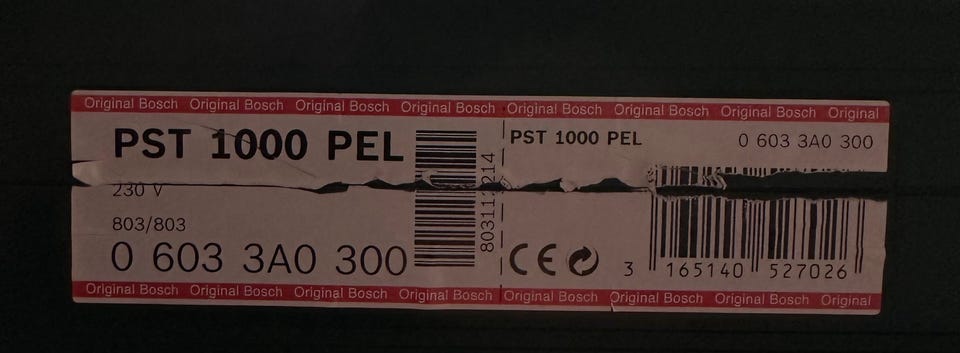 Original Bosch Original Bosch Original Bosch Original Bosch Original Bosch Original Bosch Original Bosch Original
PST 1000 PEL
230 V
803/803
0 603 3A0 300
PST 1000 PEL
0 603 3A0 300
CE
3 165140 527026
Original Bosch Original Bosch Original Bosch Original Bosch Original Bosch Original Bosch Original Bosch Original